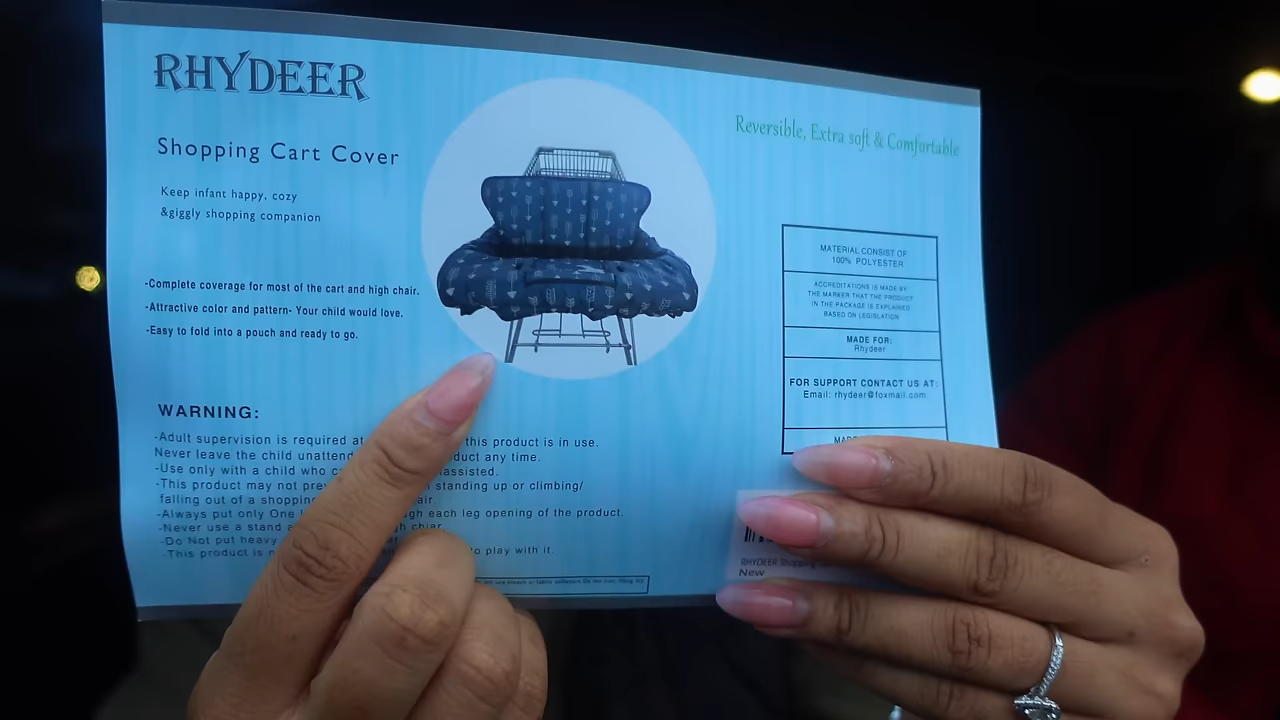 RHYDEER
Shopping Cart Cover
Keep infant happy, cozy
&giggly shopping companion
-Complete coverage for most of the cart and high chair.
-Attractive color and pattern- Your child would love.
-Easy to fold into a pouch and ready to go.
WARNING:
-Adult supervision is required at this product is in use.
Never leave the child unattend duct any time.
-Use only with a child who ca assisted.
-This product may not prev standing up or climbing/
falling out of a shopping air.
-Always put only One gh each leg opening of the product.
-Never use a stand a gh chiar
-Do Not put heavy
-This product is n to play with it.
Reversible, Extra soft & Comfortable
MATERIAL CONSIST OF
100% POLYESTER
ACCREDITATIONS IS MADE BY
THE MARKER THAT THE PRODUCT
IN THE PACKAGE IS EXPLAINED
BASED ON LEGISLATION
MADE FOR:
Rhydeer
FOR SUPPORT CONTACT US AT:
Email: rhydeer@foxmail.com
MAD
RHYDEER Shopping
New